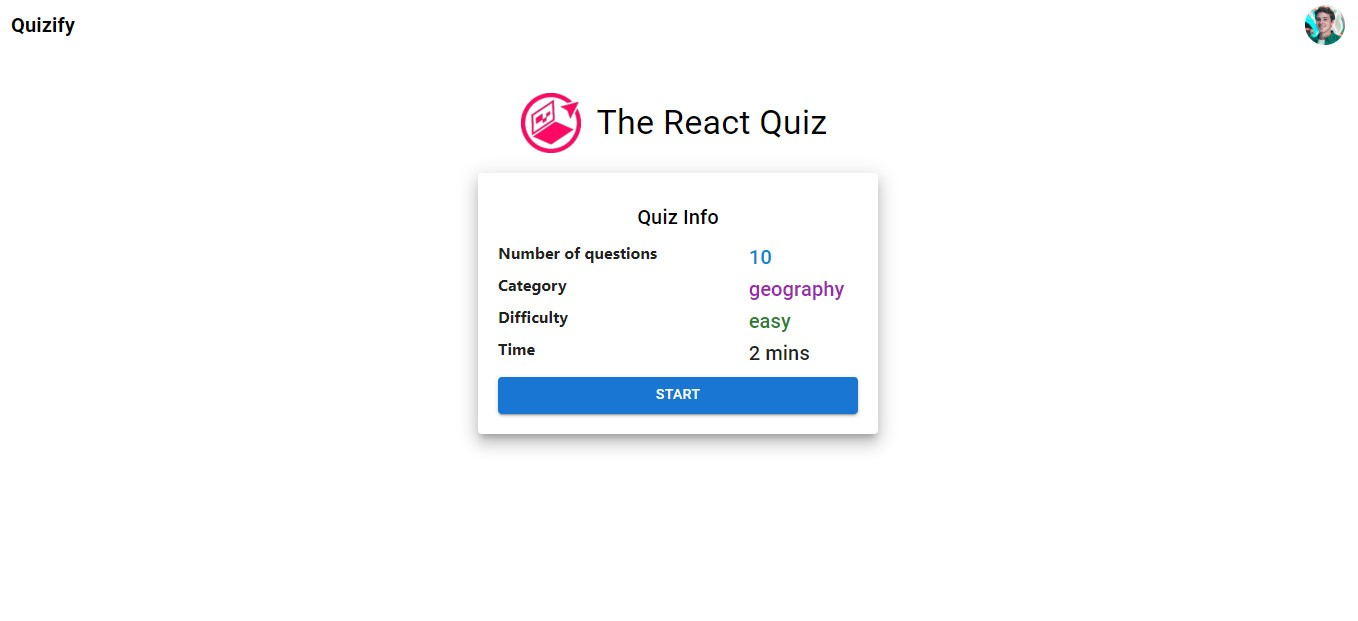 Quizify
The React Quiz
Quiz Info
Number of questions 10
Category geography
Difficulty easy
Time 2 mins
START